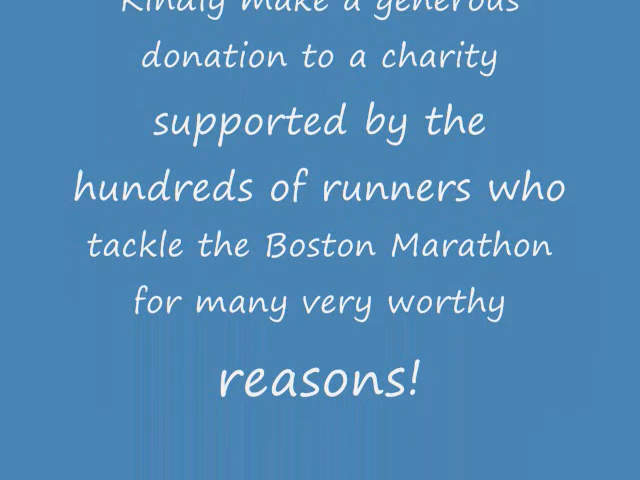 Kindly make a generous
donation to a charity
supported by the
hundreds of runners who
tackle the Boston Marathon
for many very worthy
reasons!